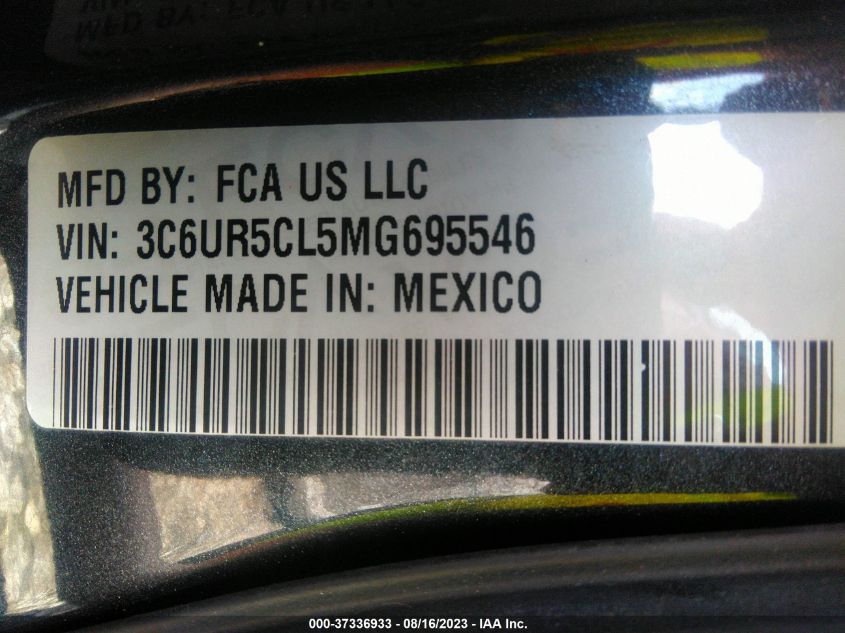 MFD BY: FCA US LLC
VIN: 3C6UR5CL5MG695546
VEHICLE MADE IN: MEXICO
000-37336933 - 08/16/2023 - IAA Inc.